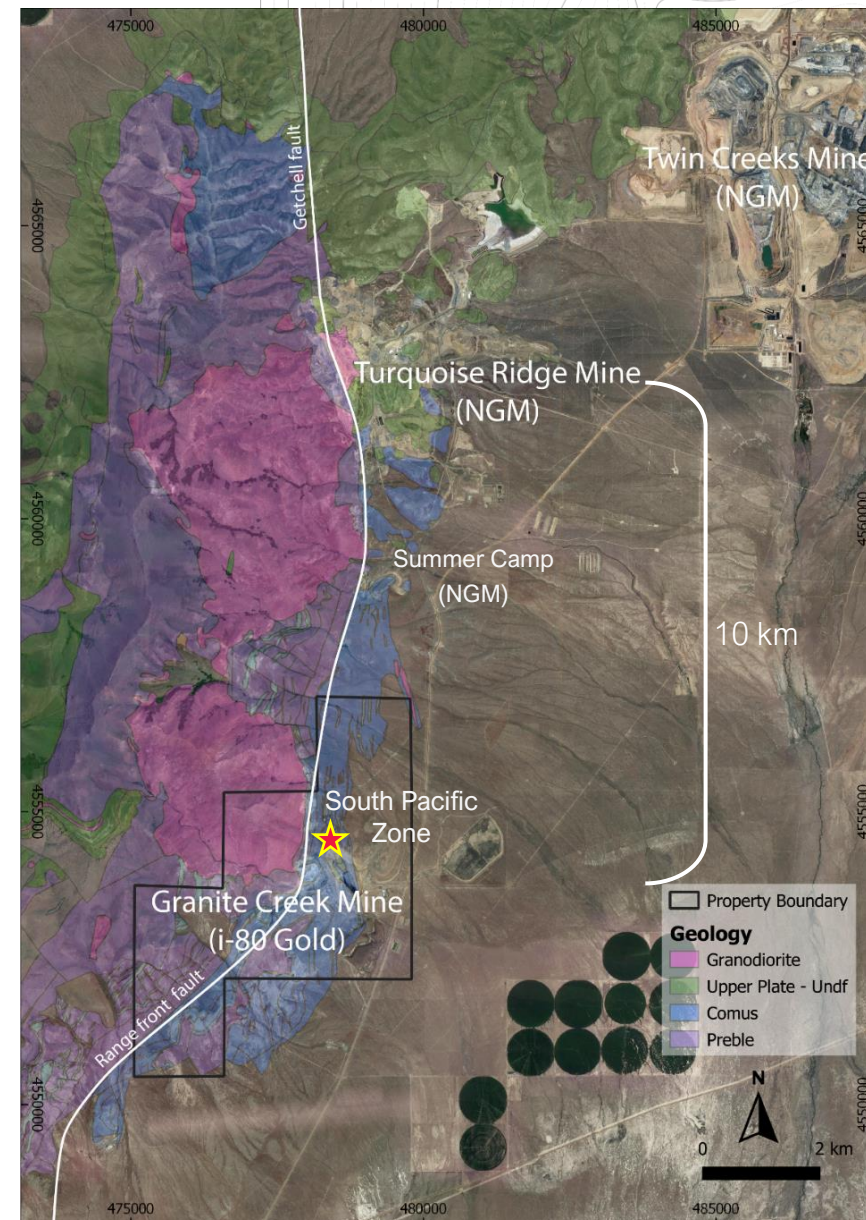 475000
480000
485000
Getchell fault
Twin Creeks Mine
(NGM)
4565000
4565000
Turquoise Ridge Mine
(NGM)
4560000
4560000
Summer Camp
(NGM)
10 km
South Pacific
Zone
4555000
4555000
Granite Creek Mine
(i-80 Gold)
Range front fault
Property Boundary
Geology
Granodiorite
Upper Plate - Undf
Comus
Preble
N
0 2 km
4550000
4550000
475000
480000
485000